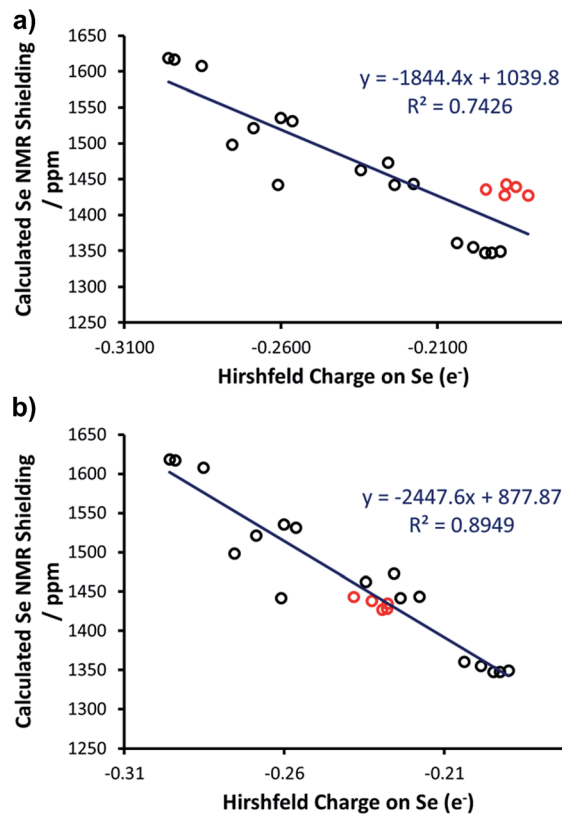 a)
1650
1600
1550
1500
1450
1400
1350
1300
1250
Calculated Se NMR Shielding
/ ppm
y = -1844.4x + 1039.8
R² = 0.7426
-0.3100 -0.2600 -0.2100
Hirshfeld Charge on Se (e⁻)
b)
1650
1600
1550
1500
1450
1400
1350
1300
1250
Calculated Se NMR Shielding
/ ppm
y = -2447.6x + 877.87
R² = 0.8949
-0.31 -0.26 -0.21
Hirshfeld Charge on Se (e⁻)